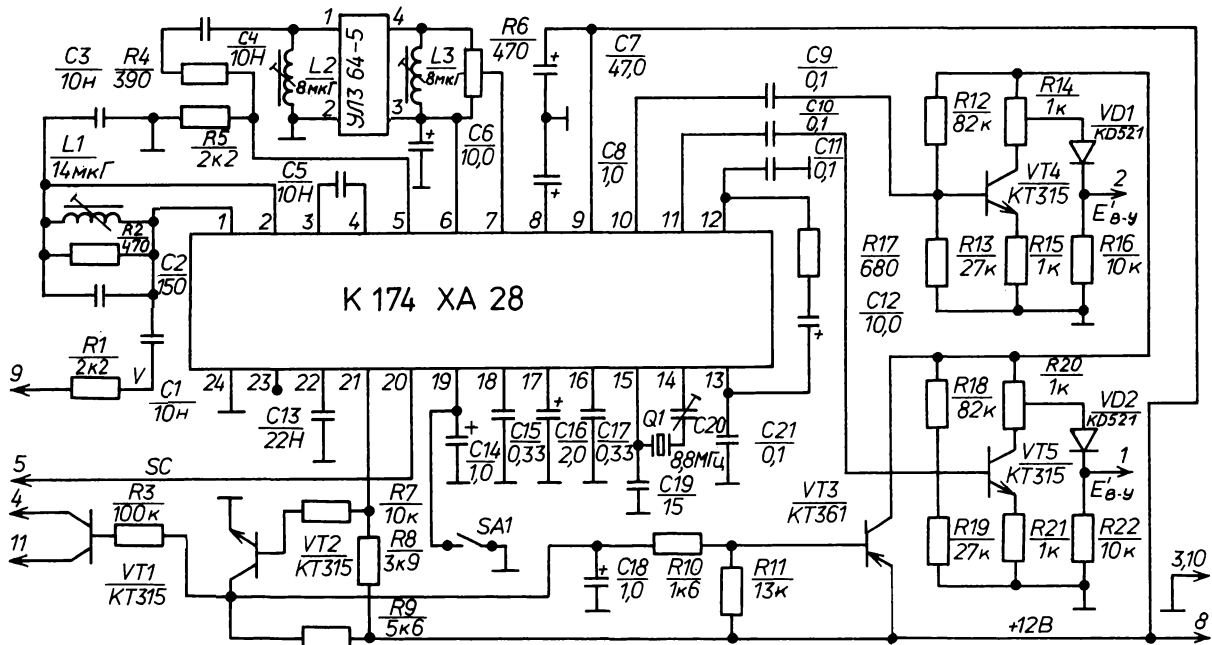 C3
10н
R4
390
C4
10Н
1
4
R6
470
L2
8мкГ
УЛЗ 64-5
L3
8мкГ
2
3
R5
2к2
C6
10,0
L1
14мкГ
C5
10Н
C7
47,0
C8
1,0
C9
0,1
C10
0,1
C11
0,1
R12
82к
R14
1к
VD1
KD521
VT4
КТ315
2
E'в-у
R17
680
C12
10,0
R13
27к
R15
1к
R16
10к
1 2 3 4 5 6 7 8 9 10 11 12
R2
470
C2
150
К 174 ХА 28
R1
2к2
9
V
C1
10н
24 23 22 21 20 19 18 17 16 15 14 13
C13
22Н
C14
1,0
C15
0,33
C16
2,0
C17
0,33
Q1
8,8МГц
C20
C19
15
C21
0,1
R18
82к
R20
1к
VD2
KD521
VT5
КТ315
1
E'в-у
R19
27к
R21
1к
R22
10к
5
SC
4
11
R3
100к
VT1
КТ315
VT2
КТ315
R7
10к
R8
3к9
R9
5к6
SA1
C18
1,0
R10
1к6
R11
13к
VT3
КТ361
3,10
+12В
8